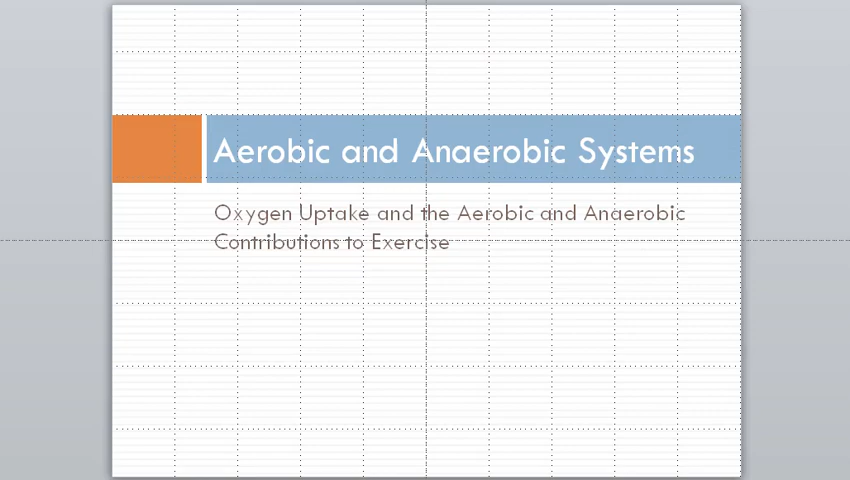 Aerobic and Anaerobic Systems
Oxygen Uptake and the Aerobic and Anaerobic
Contributions to Exercise